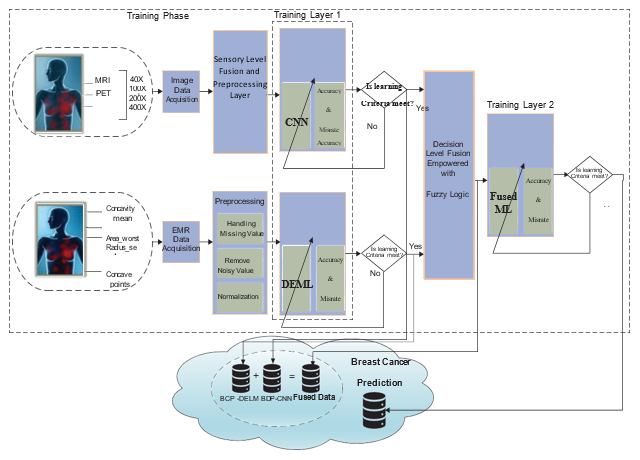 Training Phase
Training Layer 1
MRI
PET
40X
100X
200X
400X
Image
Data
Acquisition
Sensory Level
Fusion and
Preprocessing
Layer
CNN
Accuracy
&
Misrate
Accuracy
Is learning
Criteria meet?
Yes
No
Decision
Level Fusion
Empowered
with
Fuzzy Logic
Training Layer 2
Fused
ML
Accuracy
&
Misrate
Is learning
Criteria meet?
. .
Concavity
mean
Area_worst
Radius_se
.
Concave
points
EMR
Data
Acquisition
Preprocessing
Handling
Missing Value
Remove
Noisy Value
Normalization
DEML
Accuracy
&
Misrate
Is learning
Criteria meet?
Yes
No
Breast Cancer
Prediction
+ =
BCP -DELM BDP-CNN Fused Data